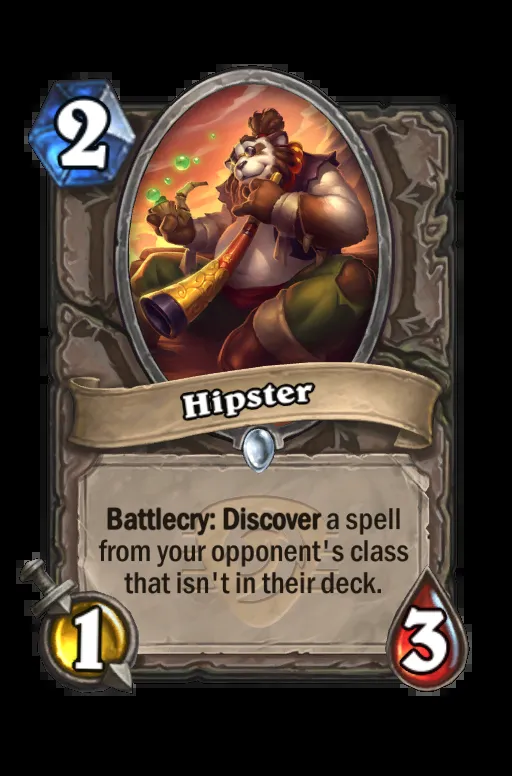 2
Hipster
Battlecry: Discover a spell
from your opponent's class
that isn't in their deck.
1
3